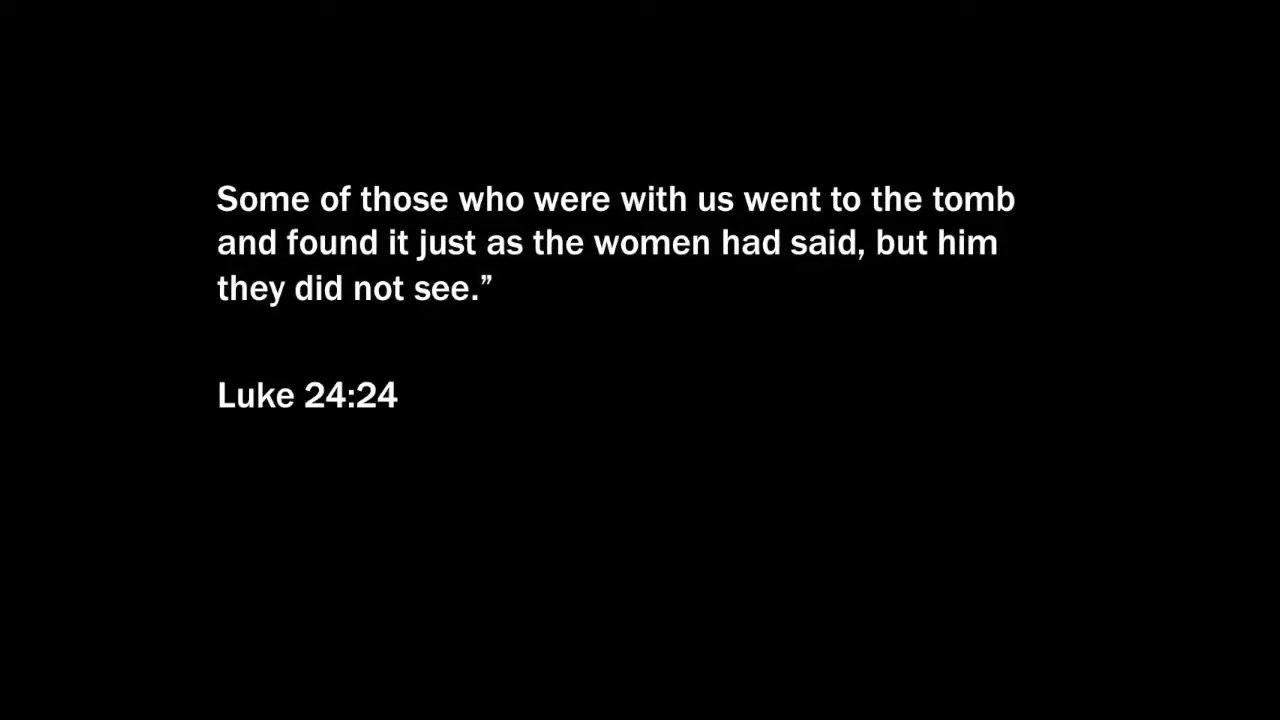 Some of those who were with us went to the tomb
and found it just as the women had said, but him
they did not see.”
Luke 24:24